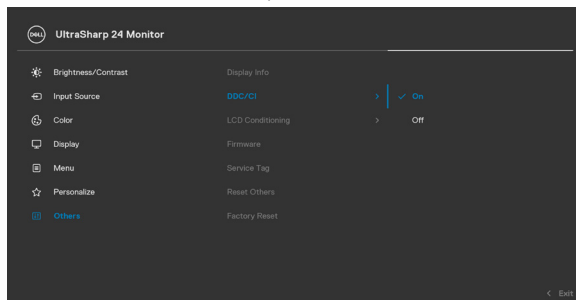 DELL UltraSharp 24 Monitor
Brightness/Contrast Display Info
Input Source DDC/CI > ✓ On
Color LCD Conditioning > Off
Display Firmware
Menu Service Tag
Personalize Reset Others
Others Factory Reset
< Exit